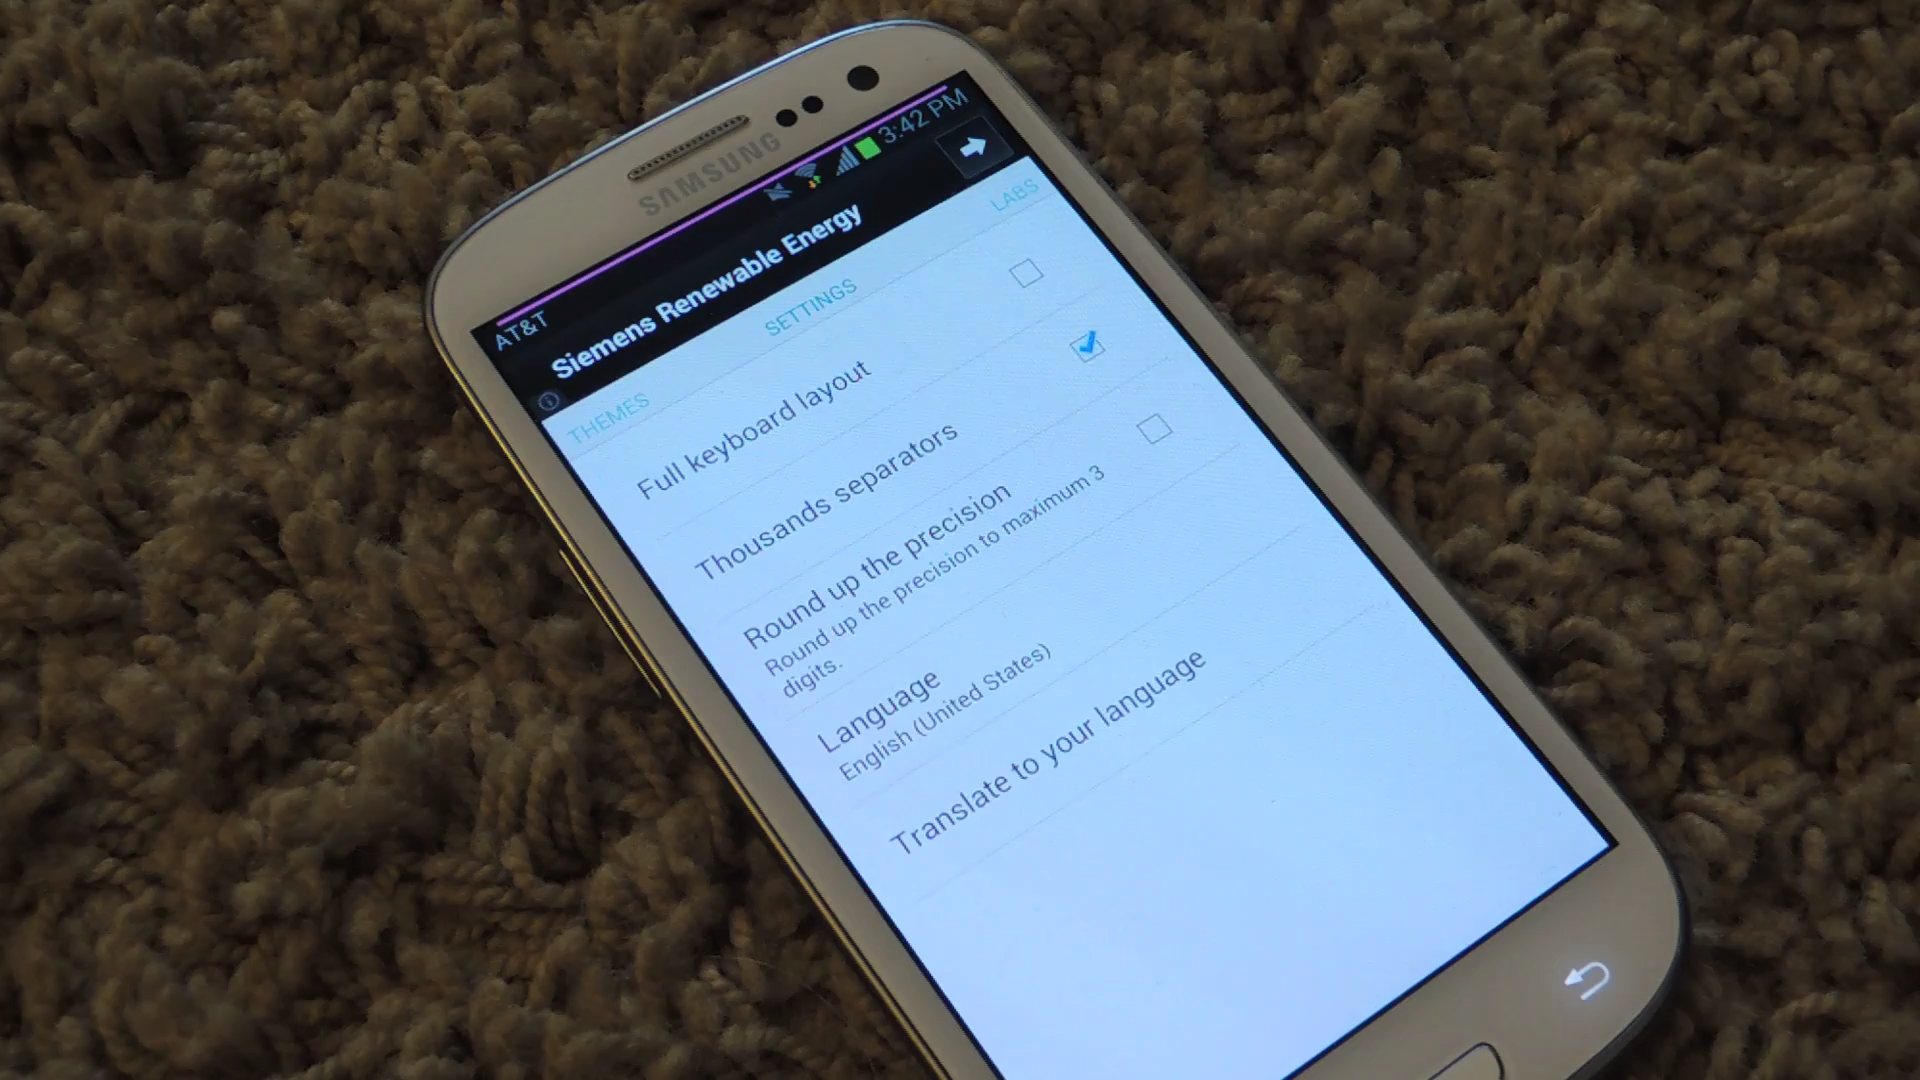 SAMSUNG
AT&T 3:42 PM
Siemens Renewable Energy
THEMES SETTINGS LABS
Full keyboard layout
Thousands separators
Round up the precision
Round up the precision to maximum 3
digits.
Language
English (United States)
Translate to your language